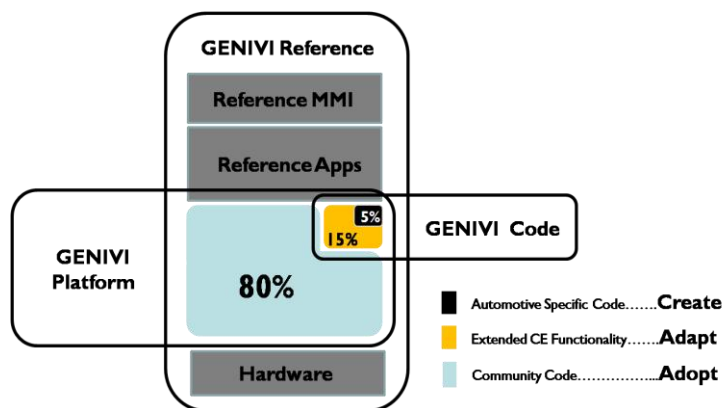 GENIVI Reference
Reference MMI
Reference Apps
5%
15%
GENIVI Code
GENIVI
Platform
80%
Hardware
Automotive Specific Code.......Create
Extended CE Functionality.......Adapt
Community Code..................Adopt